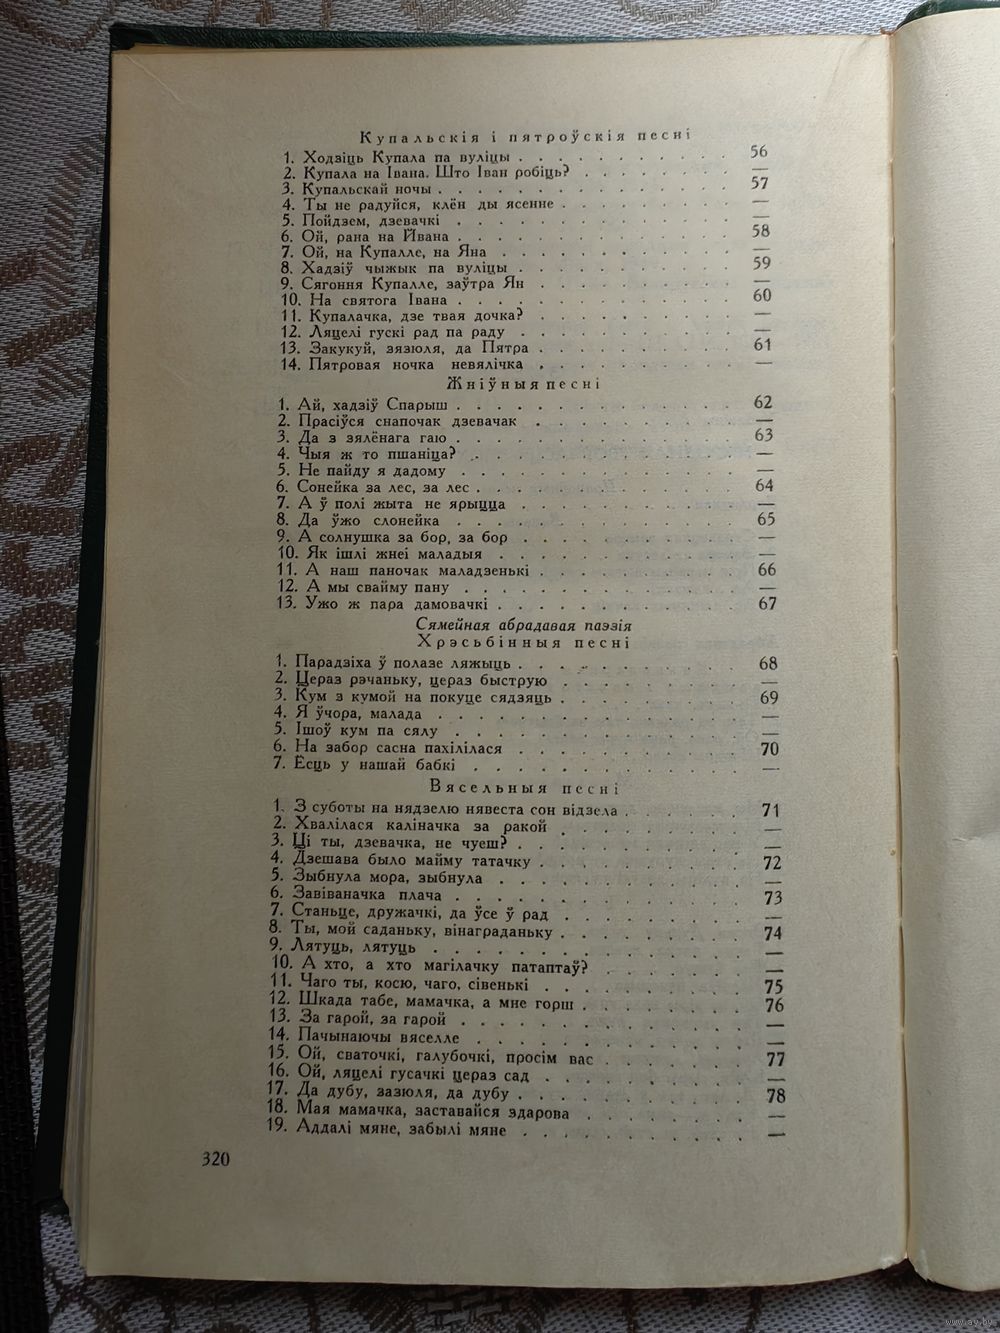 Купальскія і пятроўскія песні
1. Ходзіць Купала па вуліцы . . . . . . . . . . . 56
2. Купала на Івана. Што Іван робіць? . . . . . . . . —
3. Купальскай ночы . . . . . . . . . . . . . . 57
4. Ты не радуйся, клён ды ясенне . . . . . . . . . —
5. Пойдзем, дзевачкі . . . . . . . . . . . . . —
6. Ой, рана на Йвана . . . . . . . . . . . . . 58
7. Ой, на Купалле, на Яна . . . . . . . . . . . —
8. Хадзіў чыжык па вуліцы . . . . . . . . . . . 59
9. Сягоння Купалле, заўтра Ян . . . . . . . . . . —
10. На святога Івана . . . . . . . . . . . . . 60
11. Купалачка, дзе твая дочка? . . . . . . . . . . —
12. Ляцелі гускі рад па раду . . . . . . . . . . . —
13. Закукуй, зязюля, да Пятра . . . . . . . . . . 61
14. Пятровая ночка невялічка . . . . . . . . . . —
Жніўныя песні
1. Ай, хадзіў Спарыш . . . . . . . . . . . . . 62
2. Прасіўся снапочак дзевачак . . . . . . . . . . —
3. Да з зялёнага гаю . . . . . . . . . . . . . 63
4. Чыя ж то пшаніца? . . . . . . . . . . . . . —
5. Не пайду я дадому . . . . . . . . . . . . . —
6. Сонейка за лес, за лес . . . . . . . . . . . . 64
7. А ў полі жыта не ярыцца . . . . . . . . . . . —
8. Да ўжо слонейка . . . . . . . . . . . . . 65
9. А солнушка за бор, за бор . . . . . . . . . . —
10. Як ішлі жнеі маладыя . . . . . . . . . . . . —
11. А наш паночак маладзенькі . . . . . . . . . . 66
12. А мы свайму пану . . . . . . . . . . . . . —
13. Ужо ж пара дамовачкі . . . . . . . . . . . . 67
Сямейная абрадавая паэзія
Хрэсьбінныя песні
1. Парадзіха ў полазе ляжыць . . . . . . . . . . . 68
2. Цераз рэчаньку, цераз быструю . . . . . . . . . —
3. Кум з кумой на покуце сядзяць . . . . . . . . . 69
4. Я ўчора, малада . . . . . . . . . . . . . . —
5. Ішоў кум па сялу . . . . . . . . . . . . . —
6. На забор сасна пахілілася . . . . . . . . . . . 70
7. Ёсць у нашай бабкі . . . . . . . . . . . . . —
Вясельныя песні
1. З суботы на нядзелю нявеста сон відзела . . . . . . 71
2. Хвалілася каліначка за ракой . . . . . . . . . —
3. Ці ты, дзевачка, не чуеш? . . . . . . . . . . . —
4. Дзешава было майму татачку . . . . . . . . . . 72
5. Зыбнула мора, зыбнула . . . . . . . . . . . . —
6. Завіваначка плача . . . . . . . . . . . . . 73
7. Станьце, дружачкі, да ўсе ў рад . . . . . . . . . —
8. Ты, мой саданьку, вінаграданьку . . . . . . . . . 74
9. Лятуць, лятуць . . . . . . . . . . . . . . —
10. А хто, а хто магілачку патаптаў? . . . . . . . . —
11. Чаго ты, косю, чаго, сівенькі . . . . . . . . . . 75
12. Шкада табе, мамачка, а мне горш . . . . . . . . 76
13. За гарой, за гарой . . . . . . . . . . . . . —
14. Пачынаючы вяселле . . . . . . . . . . . . . —
15. Ой, сваточкі, галубочкі, просім вас . . . . . . . 77
16. Ой, ляцелі гусачкі цераз сад . . . . . . . . . . —
17. Да дубу, зазюля, да дубу . . . . . . . . . . . 78
18. Мая мамачка, заставайся здарова . . . . . . . . —
19. Аддалі мяне, забылі мяне . . . . . . . . . . . —
320
www.ay.by